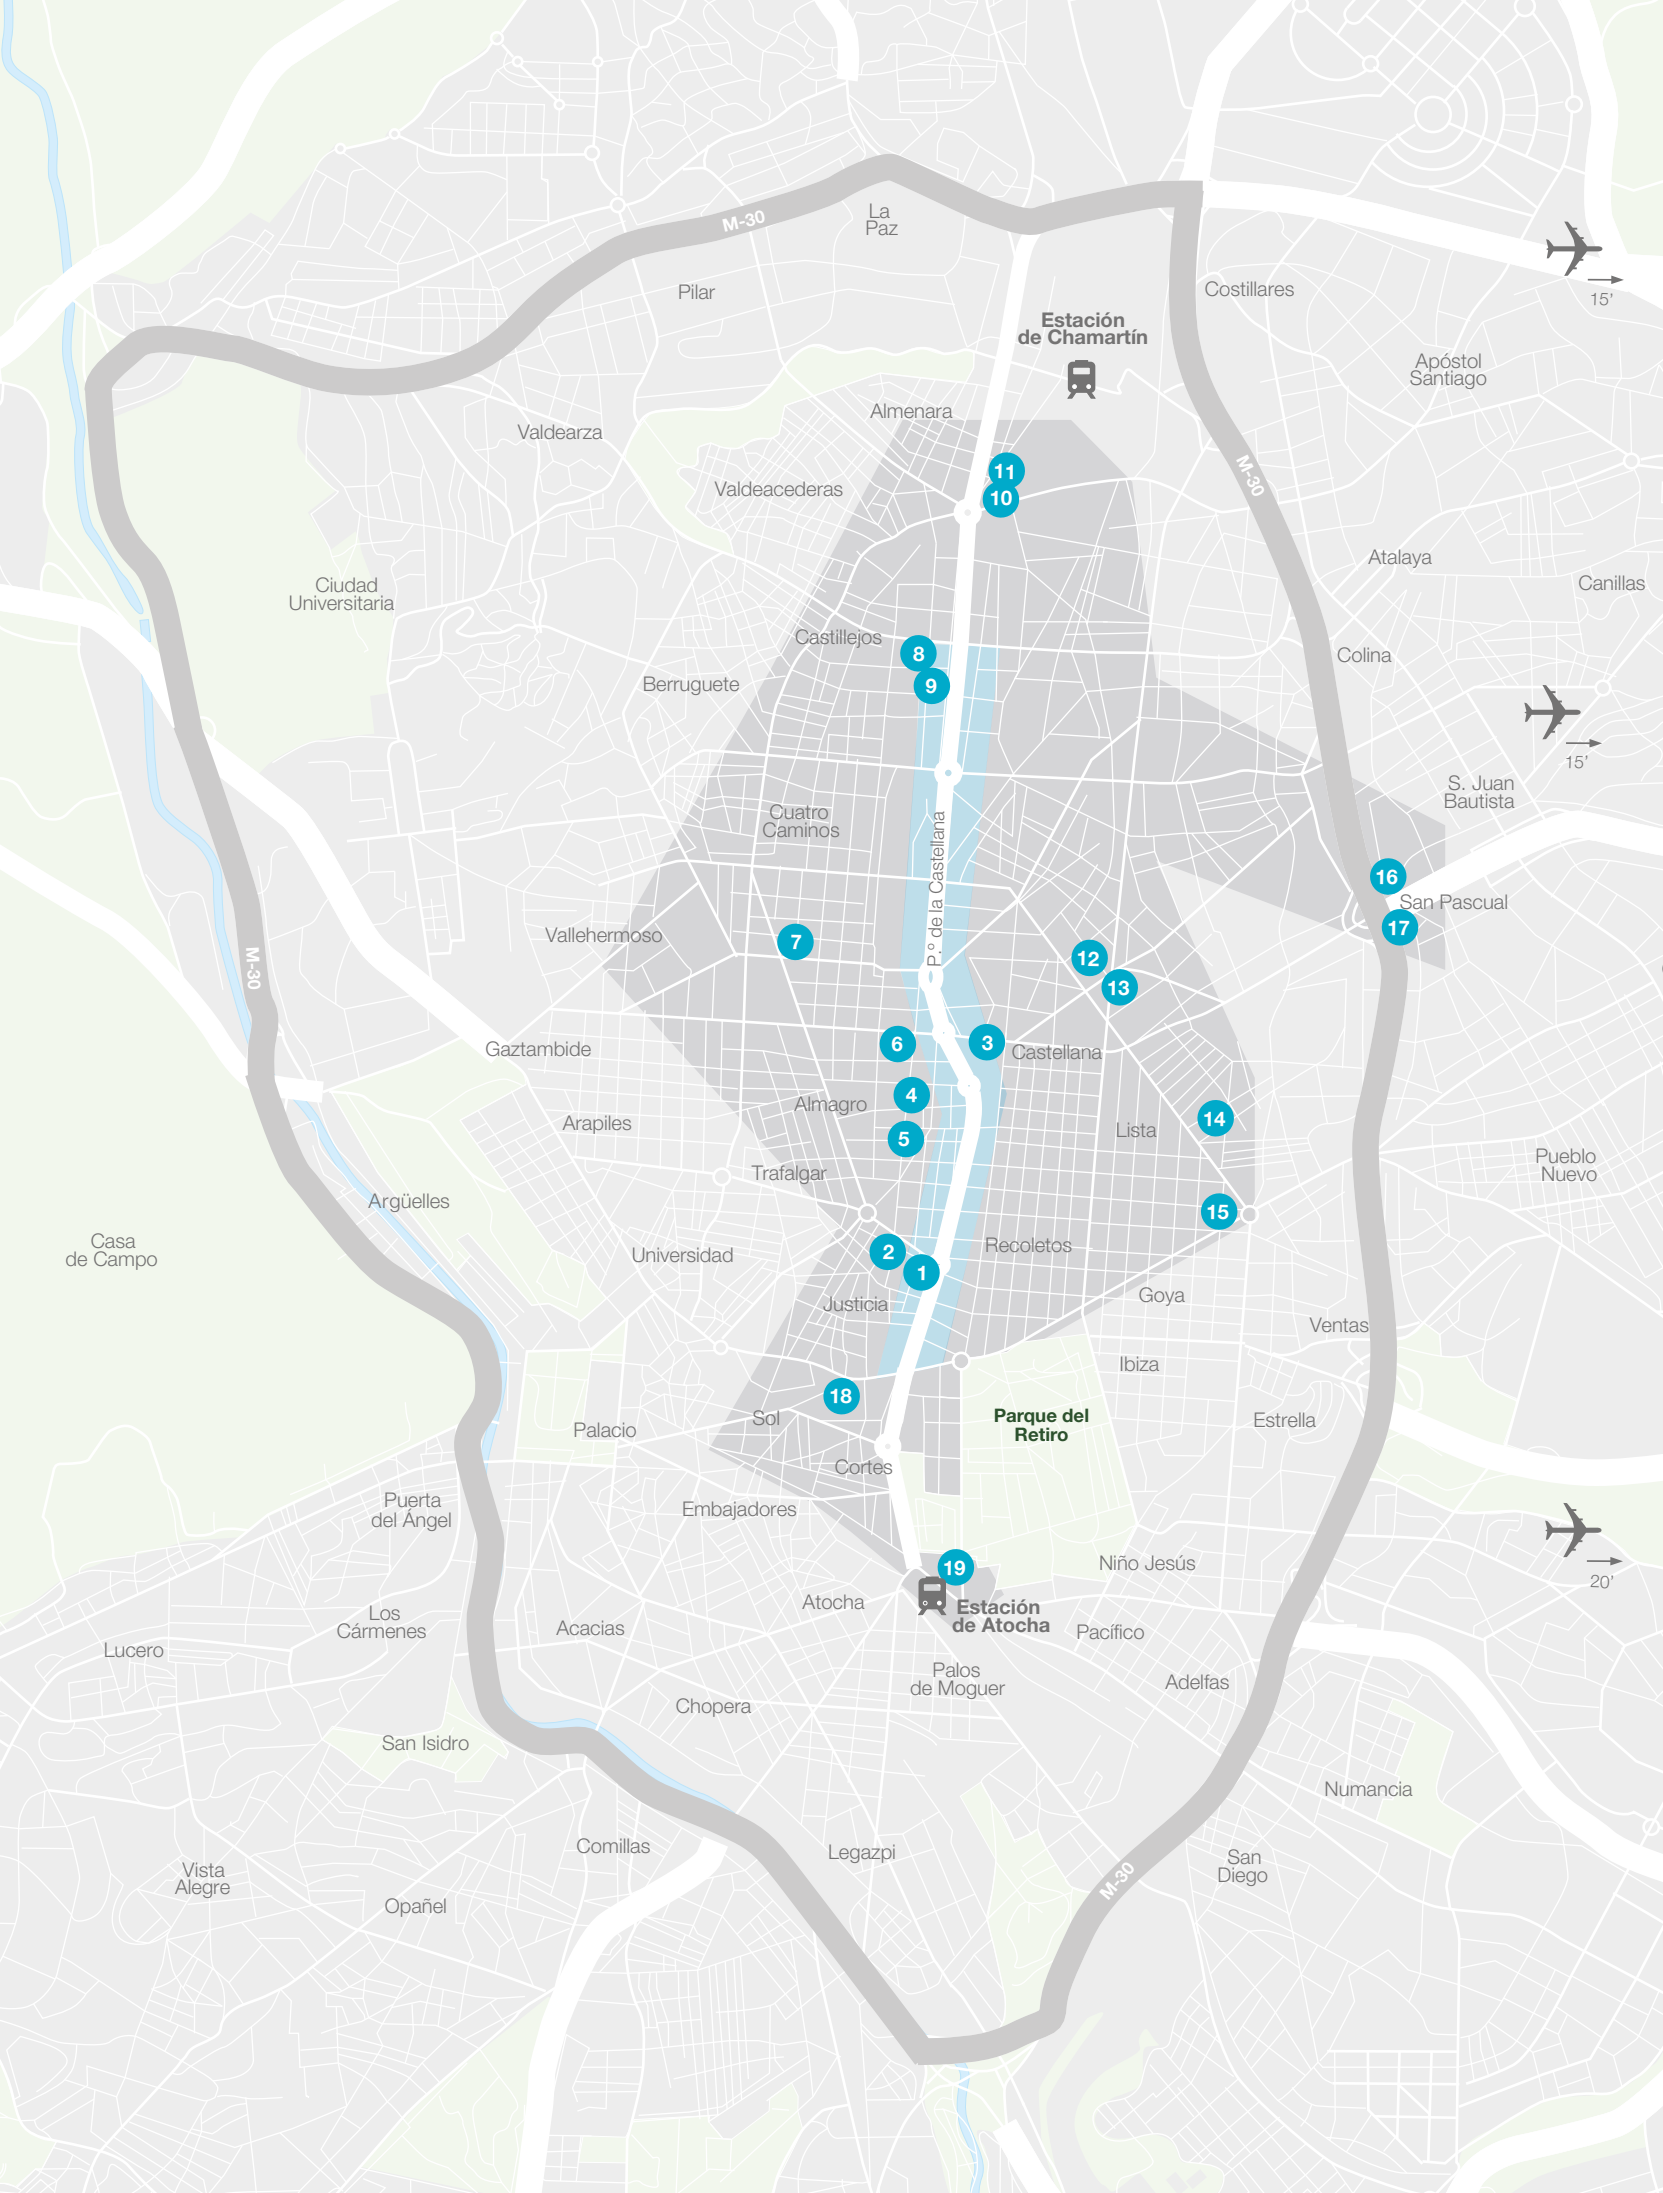 La
Paz
M-30
Pilar
Costillares
15'
Estación
de Chamartín
Apóstol
Santiago
Almenara
Valdearza
M-30
11
Valdeacederas
10
Atalaya
Canillas
Ciudad
Universitaria
Castillejos
8
Colina
Berruguete
9
15'
S. Juan
Bautista
Cuatro
Caminos
P.º de la Castellana
16
San Pascual
17
Vallehermoso
7
12
M-30
13
6
3
Castellana
Gaztambide
4
Almagro
14
Arapiles
Lista
5
Pueblo
Nuevo
Trafalgar
Argüelles
15
Casa
de Campo
Universidad
2
Recoletos
1
Justicia
Goya
Ventas
Ibiza
18
Sol
Parque del
Retiro
Estrella
Palacio
Cortes
Puerta
del Ángel
Embajadores
Niño Jesús
19
20'
Atocha
Estación
de Atocha
Los
Cármenes
Acacias
Pacífico
Lucero
Palos
de Moguer
Adelfas
Chopera
San Isidro
Numancia
Comillas
Legazpi
San
Diego
Vista
Alegre
M-30
Opañel